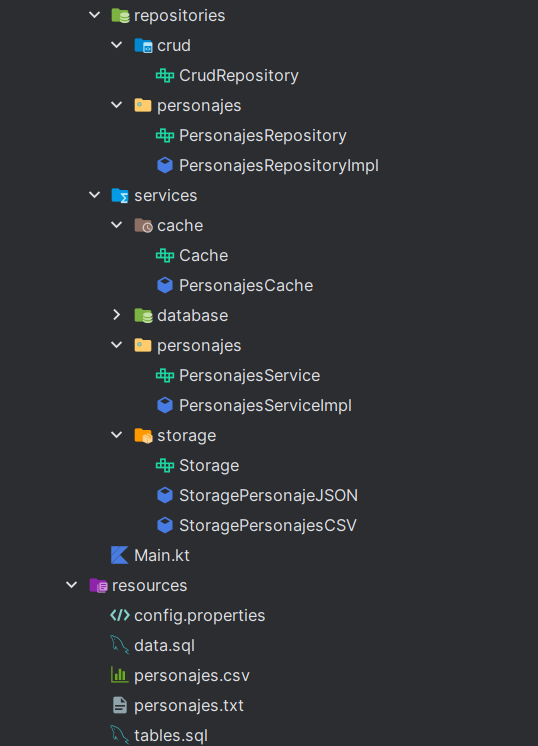 repositories
crud
CrudRepository
personajes
PersonajesRepository
PersonajesRepositoryImpl
services
cache
Cache
PersonajesCache
database
personajes
PersonajesService
PersonajesServiceImpl
storage
Storage
StoragePersonajeJSON
StoragePersonajesCSV
Main.kt
resources
config.properties
data.sql
personajes.csv
personajes.txt
tables.sql